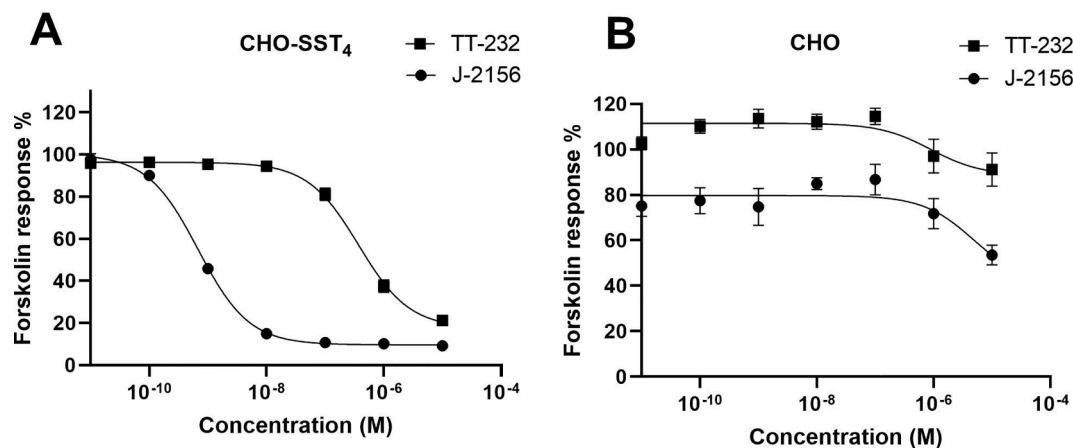 A
CHO-SST₄
TT-232
J-2156
Forskolin response %
120
100
80
60
40
20
0
10⁻¹⁰
10⁻⁸
10⁻⁶
10⁻⁴
Concentration (M)
B
CHO
TT-232
J-2156
Forskolin response %
120
100
80
60
40
20
0
10⁻¹⁰
10⁻⁸
10⁻⁶
10⁻⁴
Concentration (M)